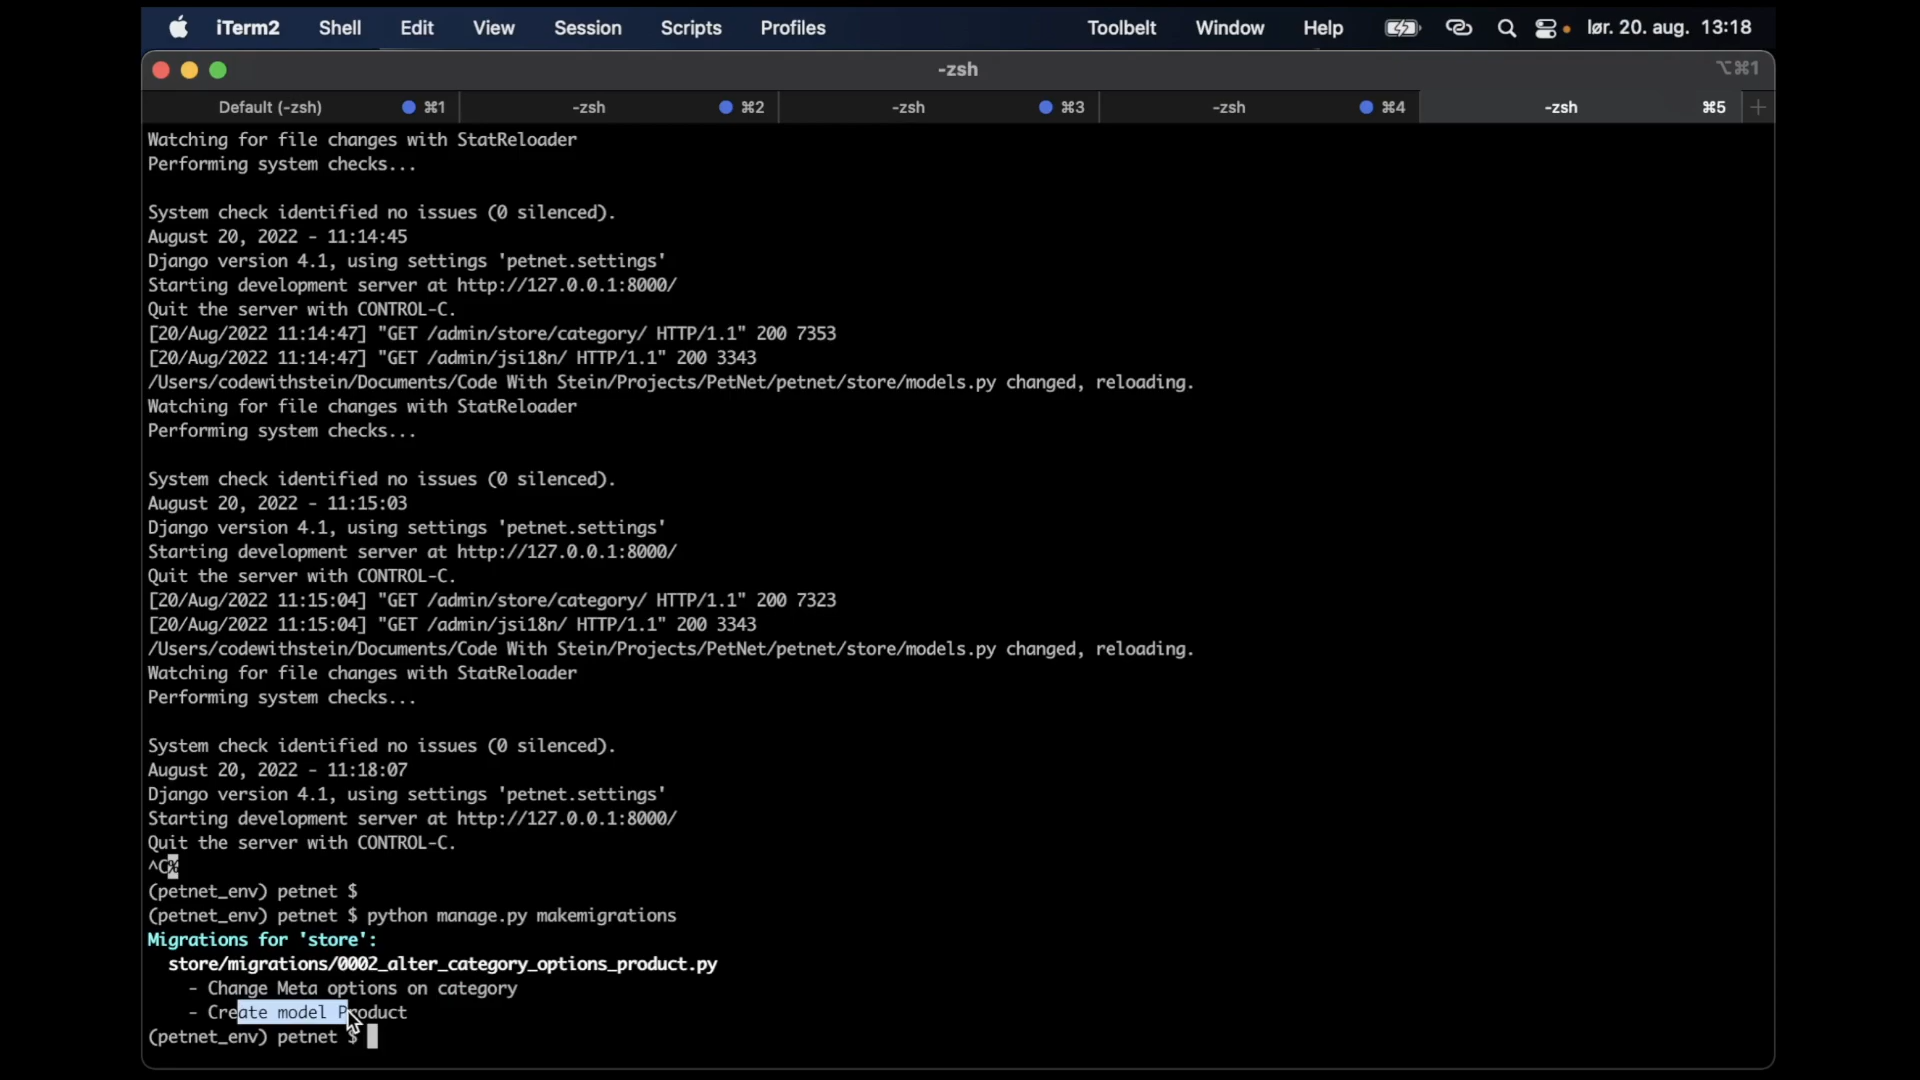 iTerm2 Shell Edit View Session Scripts Profiles Toolbelt Window Help lør. 20. aug. 13:18
-zsh ⌥⌘1
Default (-zsh) ⌘1 -zsh ⌘2 -zsh ⌘3 -zsh ⌘4 -zsh ⌘5 +
Watching for file changes with StatReloader
Performing system checks...
System check identified no issues (0 silenced).
August 20, 2022 - 11:14:45
Django version 4.1, using settings 'petnet.settings'
Starting development server at http://127.0.0.1:8000/
Quit the server with CONTROL-C.
[20/Aug/2022 11:14:47] "GET /admin/store/category/ HTTP/1.1" 200 7353
[20/Aug/2022 11:14:47] "GET /admin/jsi18n/ HTTP/1.1" 200 3343
/Users/codewithstein/Documents/Code With Stein/Projects/PetNet/petnet/store/models.py changed, reloading.
Watching for file changes with StatReloader
Performing system checks...
System check identified no issues (0 silenced).
August 20, 2022 - 11:15:03
Django version 4.1, using settings 'petnet.settings'
Starting development server at http://127.0.0.1:8000/
Quit the server with CONTROL-C.
[20/Aug/2022 11:15:04] "GET /admin/store/category/ HTTP/1.1" 200 7323
[20/Aug/2022 11:15:04] "GET /admin/jsi18n/ HTTP/1.1" 200 3343
/Users/codewithstein/Documents/Code With Stein/Projects/PetNet/petnet/store/models.py changed, reloading.
Watching for file changes with StatReloader
Performing system checks...
System check identified no issues (0 silenced).
August 20, 2022 - 11:18:07
Django version 4.1, using settings 'petnet.settings'
Starting development server at http://127.0.0.1:8000/
Quit the server with CONTROL-C.
^C%
(petnet_env) petnet $
(petnet_env) petnet $ python manage.py makemigrations
Migrations for 'store':
store/migrations/0002_alter_category_options_product.py
- Change Meta options on category
- Create model Product
(petnet_env) petnet $